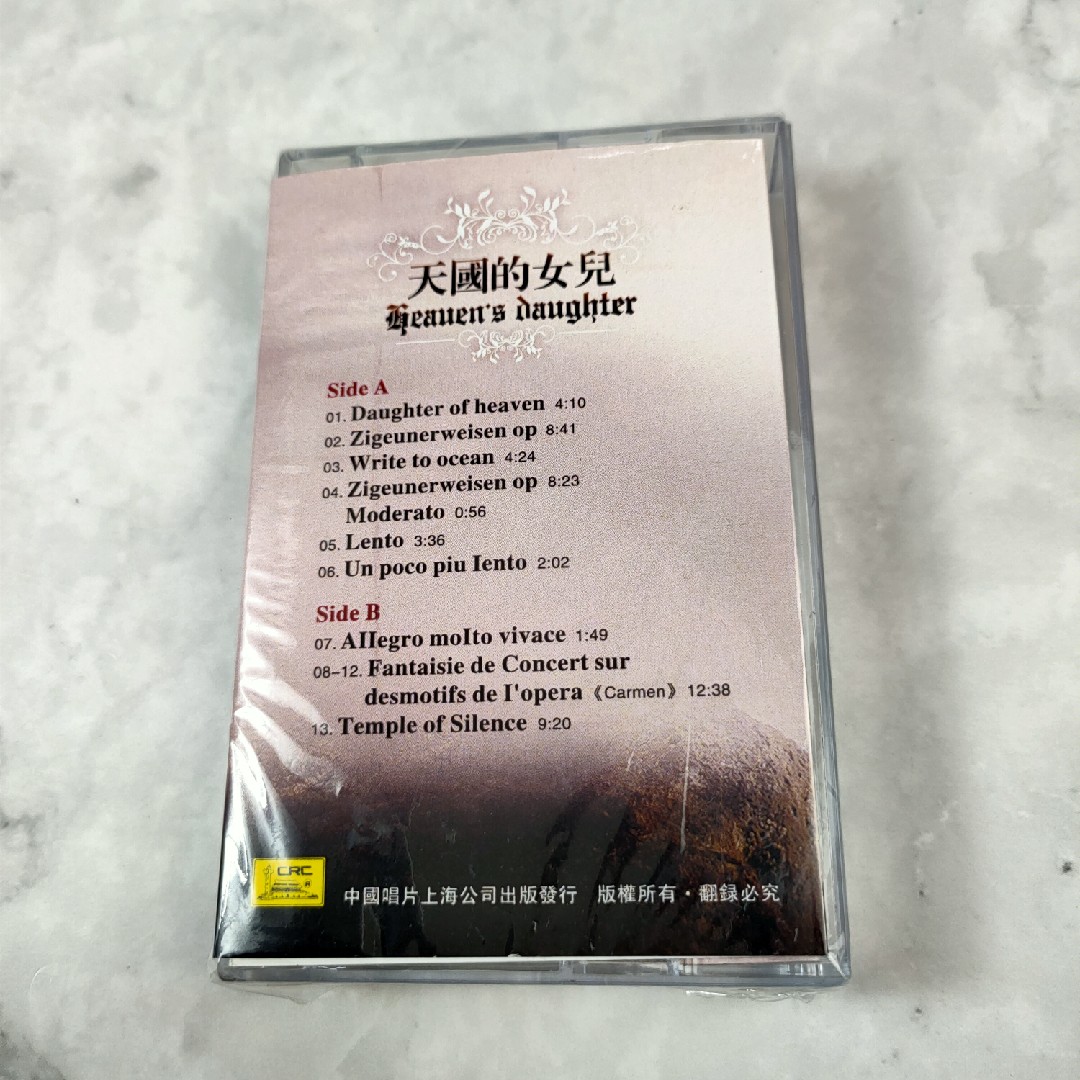 天國的女兒
Heaven's daughter
Side A
01. Daughter of heaven 4:10
02. Zigeunerweisen op 8:41
03. Write to ocean 4:24
04. Zigeunerweisen op 8:23
Moderato 0:56
05. Lento 3:36
06. Un poco piu Iento 2:02
Side B
07. AIIegro moIto vivace 1:49
08-12. Fantaisie de Concert sur
desmotifs de I'opera《Carmen》12:38
13. Temple of Silence 9:20
CRC
中國唱片上海公司出版發行 版權所有·翻録必究